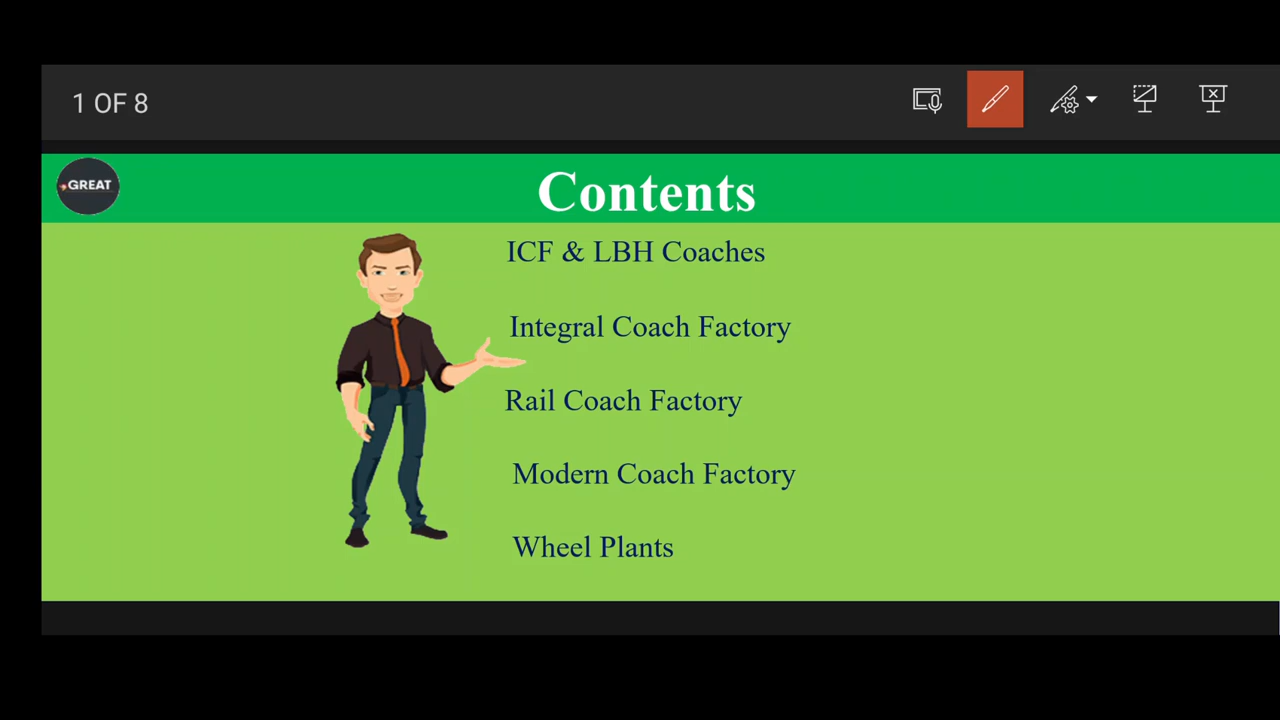 1 OF 8
GREAT
Contents
ICF & LBH Coaches
Integral Coach Factory
Rail Coach Factory
Modern Coach Factory
Wheel Plants